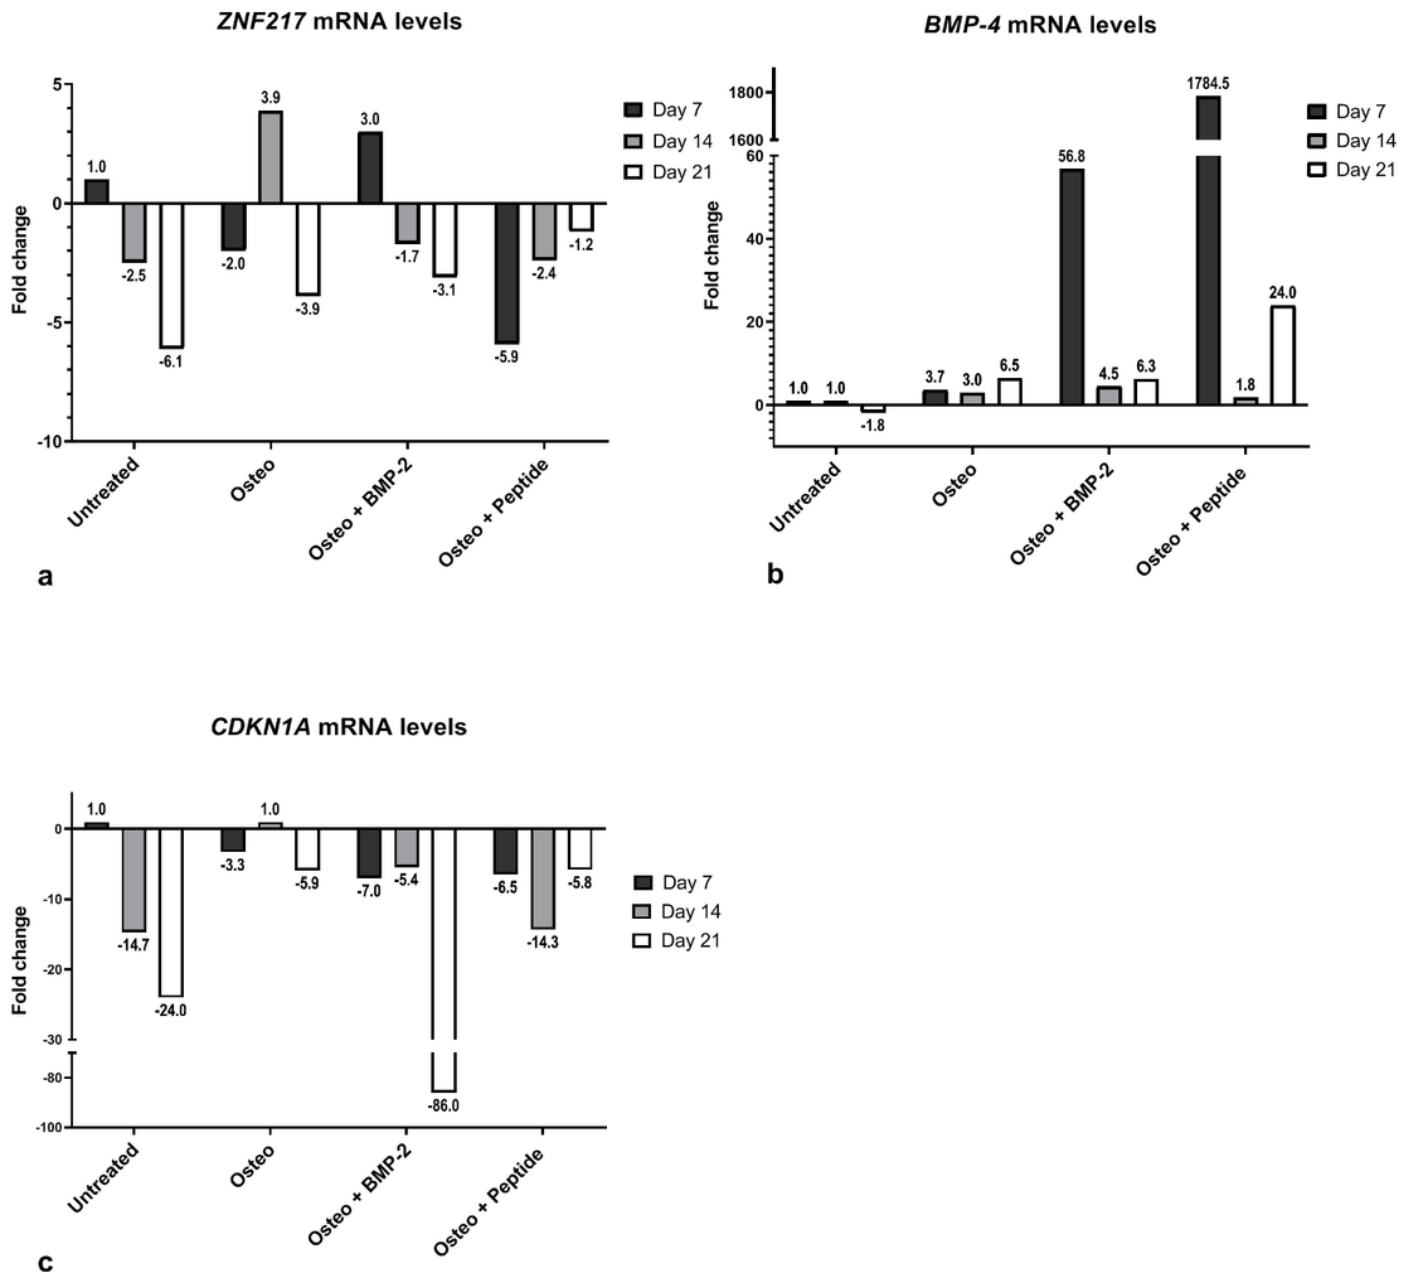 ZNF217 mRNA levels
5
0
-5
-10
Fold change
1.0
-2.5
-6.1
-2.0
3.9
-3.9
3.0
-1.7
-3.1
-5.9
-2.4
-1.2
Day 7
Day 14
Day 21
Untreated
Osteo
Osteo + BMP-2
Osteo + Peptide
a
BMP-4 mRNA levels
1800
1600
60
40
20
0
Fold change
1.0
1.0
-1.8
3.7
3.0
6.5
56.8
4.5
6.3
1784.5
1.8
24.0
Day 7
Day 14
Day 21
Untreated
Osteo
Osteo + BMP-2
Osteo + Peptide
b
CDKN1A mRNA levels
0
-10
-20
-30
-80
-100
Fold change
1.0
-14.7
-24.0
-3.3
1.0
-5.9
-7.0
-5.4
-86.0
-6.5
-14.3
-5.8
Day 7
Day 14
Day 21
Untreated
Osteo
Osteo + BMP-2
Osteo + Peptide
c